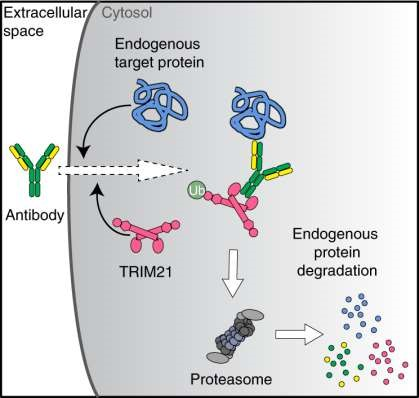 Extracellular
space
Cytosol
Endogenous
target protein
Antibody
Ub
TRIM21
Endogenous
protein
degradation
Proteasome